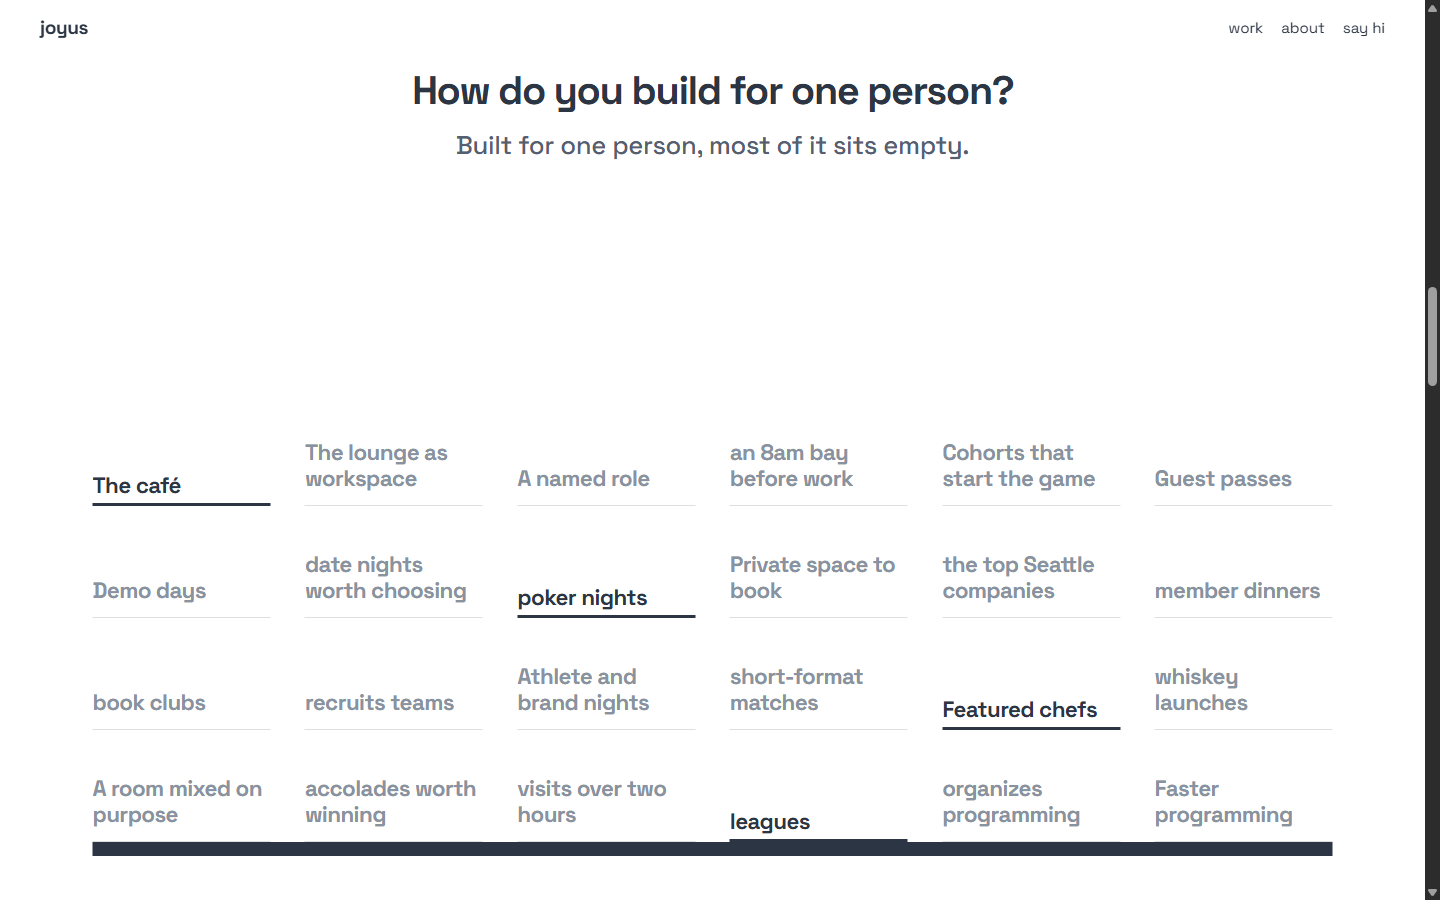 joyus
work about say hi
How do you build for one person?
Built for one person, most of it sits empty.
The café
The lounge as
workspace
A named role
an 8am bay
before work
Cohorts that
start the game
Guest passes
Demo days
date nights
worth choosing
poker nights
Private space to
book
the top Seattle
companies
member dinners
book clubs
recruits teams
Athlete and
brand nights
short-format
matches
Featured chefs
whiskey
launches
A room mixed on
purpose
accolades worth
winning
visits over two
hours
leagues
organizes
programming
Faster
programming